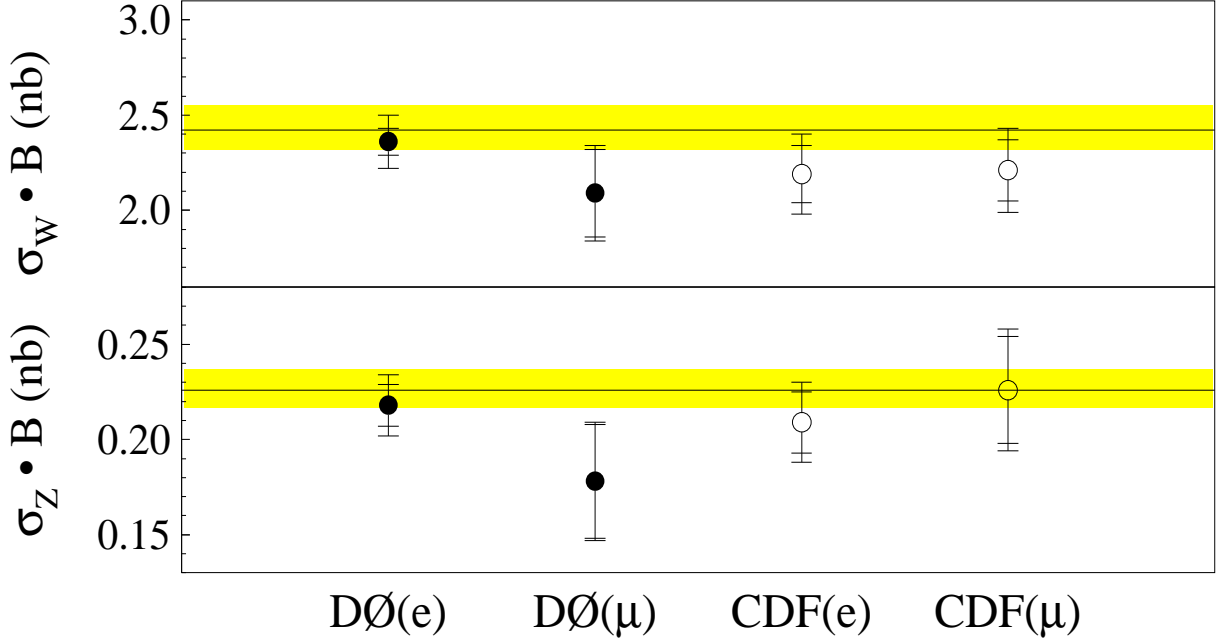 σW • B (nb)
3.0
2.5
2.0
σZ • B (nb)
0.25
0.20
0.15
DØ(e) DØ(μ) CDF(e) CDF(μ)